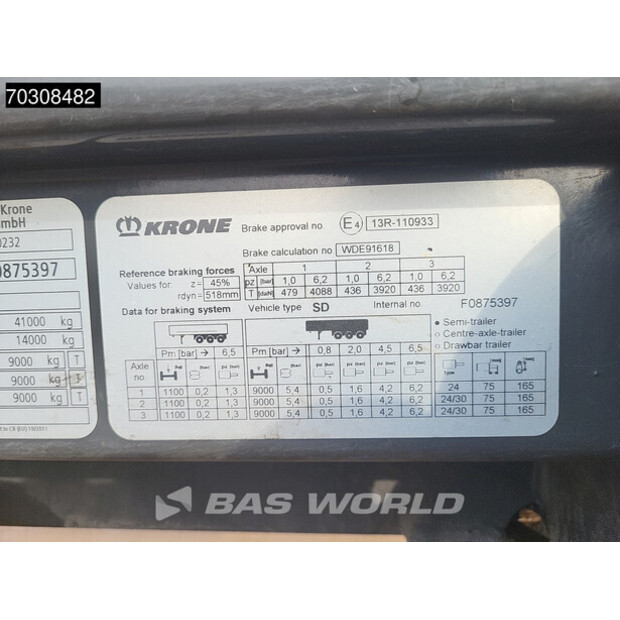 70308482
Krone
mbH
0232
0875397
41000 kg
14000 kg
9000 kg T
9000 kg T
9000 kg T
KRONE Brake approval no E4 13R-110933
Brake calculation no WDE91618
Reference braking forces Axle 1 2 3
Values for z= 45% pz [bar] 1,0 6,2 1,0 6,2 1,0 6,2
rdyn= 518mm T [daN] 479 4088 436 3920 436 3920
Data for braking system Vehicle type SD Internal no. F0875397
• Semi-trailer
○ Centre-axle-trailer
○ Drawbar trailer
Pm [bar] → 6,5 Pm [bar] → 0,8 2,0 4,5 6,5
Axle no
1 1100 0,2 1,3 9000 5,4 0,5 1,6 4,2 6,2 24 75 165
2 1100 0,2 1,3 9000 5,4 0,5 1,6 4,2 6,2 24/30 75 165
3 1100 0,2 1,3 9000 5,4 0,5 1,6 4,2 6,2 24/30 75 165
BAS WORLD